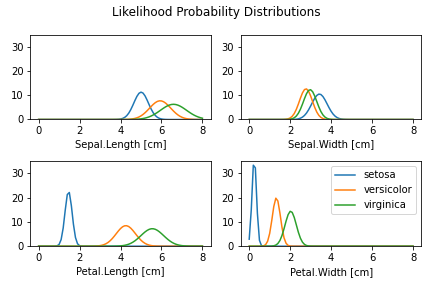 Likelihood Probability Distributions
30
20
10
0
0 2 4 6 8
Sepal.Length [cm]
30
20
10
0
0 2 4 6 8
Sepal.Width [cm]
30
20
10
0
0 2 4 6 8
Petal.Length [cm]
setosa
versicolor
virginica
30
20
10
0
0 2 4 6 8
Petal.Width [cm]